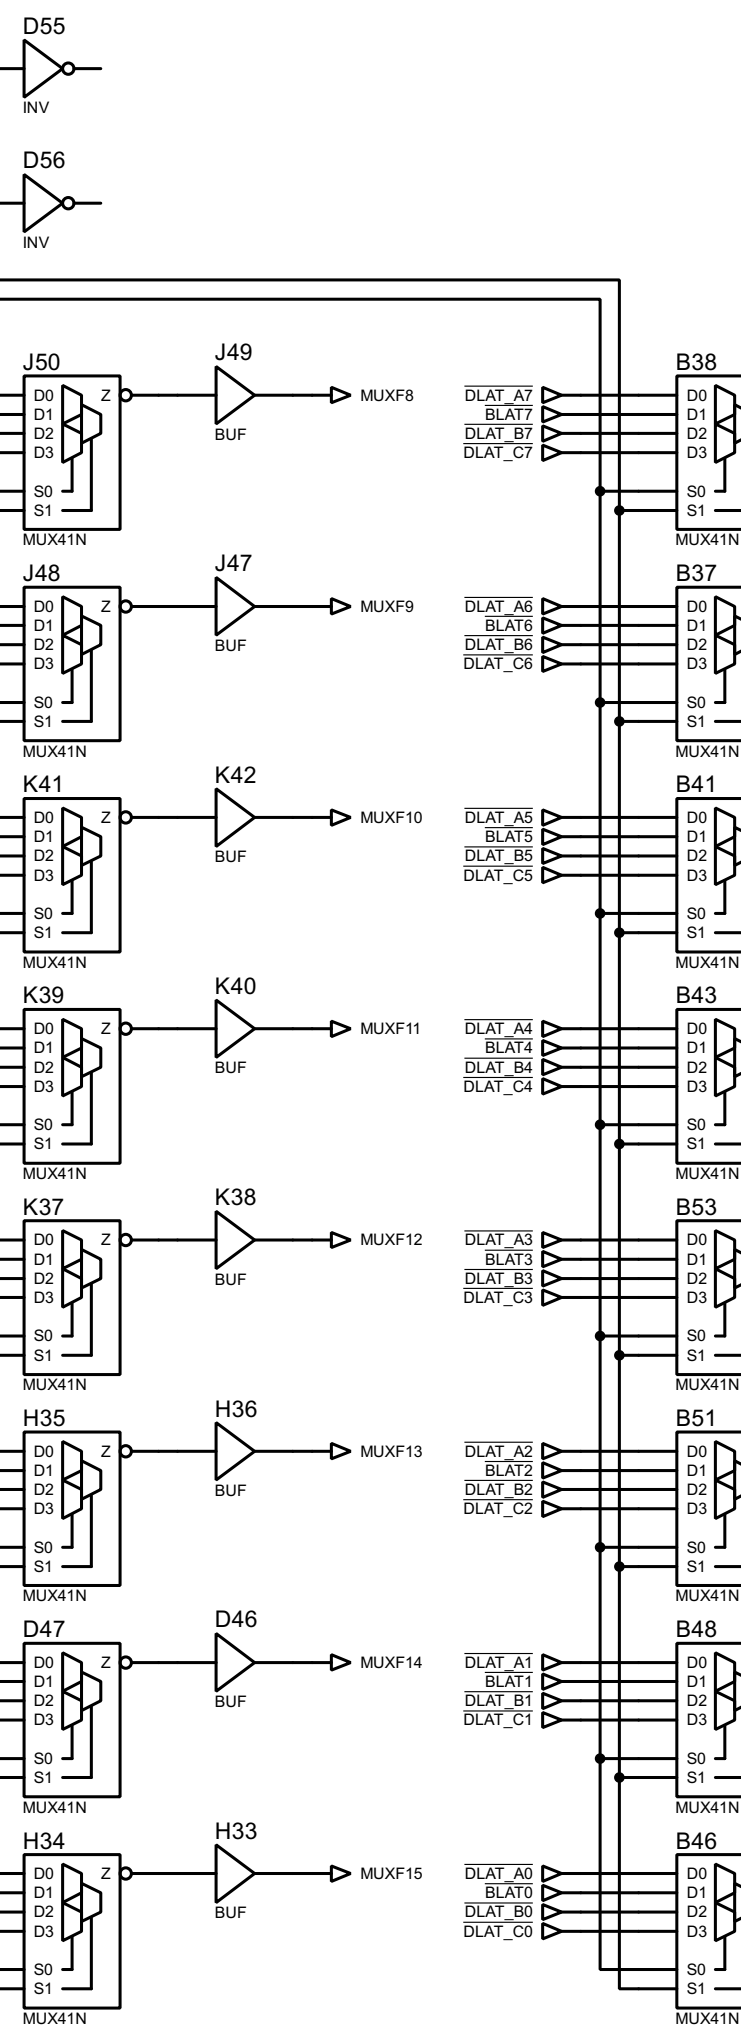 D55
INV
D56
INV
J50
J49
B38
D0 Z
D1
D2
D3
S0
S1
MUX41N
BUF
MUXF8
DLAT_A7
BLAT7
DLAT_B7
DLAT_C7
D0
D1
D2
D3
S0
S1
MUX41N
J48
J47
B37
D0 Z
D1
D2
D3
S0
S1
MUX41N
BUF
MUXF9
DLAT_A6
BLAT6
DLAT_B6
DLAT_C6
D0
D1
D2
D3
S0
S1
MUX41N
K41
K42
B41
D0 Z
D1
D2
D3
S0
S1
MUX41N
BUF
MUXF10
DLAT_A5
BLAT5
DLAT_B5
DLAT_C5
D0
D1
D2
D3
S0
S1
MUX41N
K39
K40
B43
D0 Z
D1
D2
D3
S0
S1
MUX41N
BUF
MUXF11
DLAT_A4
BLAT4
DLAT_B4
DLAT_C4
D0
D1
D2
D3
S0
S1
MUX41N
K37
K38
B53
D0 Z
D1
D2
D3
S0
S1
MUX41N
BUF
MUXF12
DLAT_A3
BLAT3
DLAT_B3
DLAT_C3
D0
D1
D2
D3
S0
S1
MUX41N
H35
H36
B51
D0 Z
D1
D2
D3
S0
S1
MUX41N
BUF
MUXF13
DLAT_A2
BLAT2
DLAT_B2
DLAT_C2
D0
D1
D2
D3
S0
S1
MUX41N
D47
D46
B48
D0 Z
D1
D2
D3
S0
S1
MUX41N
BUF
MUXF14
DLAT_A1
BLAT1
DLAT_B1
DLAT_C1
D0
D1
D2
D3
S0
S1
MUX41N
H34
H33
B46
D0 Z
D1
D2
D3
S0
S1
MUX41N
BUF
MUXF15
DLAT_A0
BLAT0
DLAT_B0
DLAT_C0
D0
D1
D2
D3
S0
S1
MUX41N